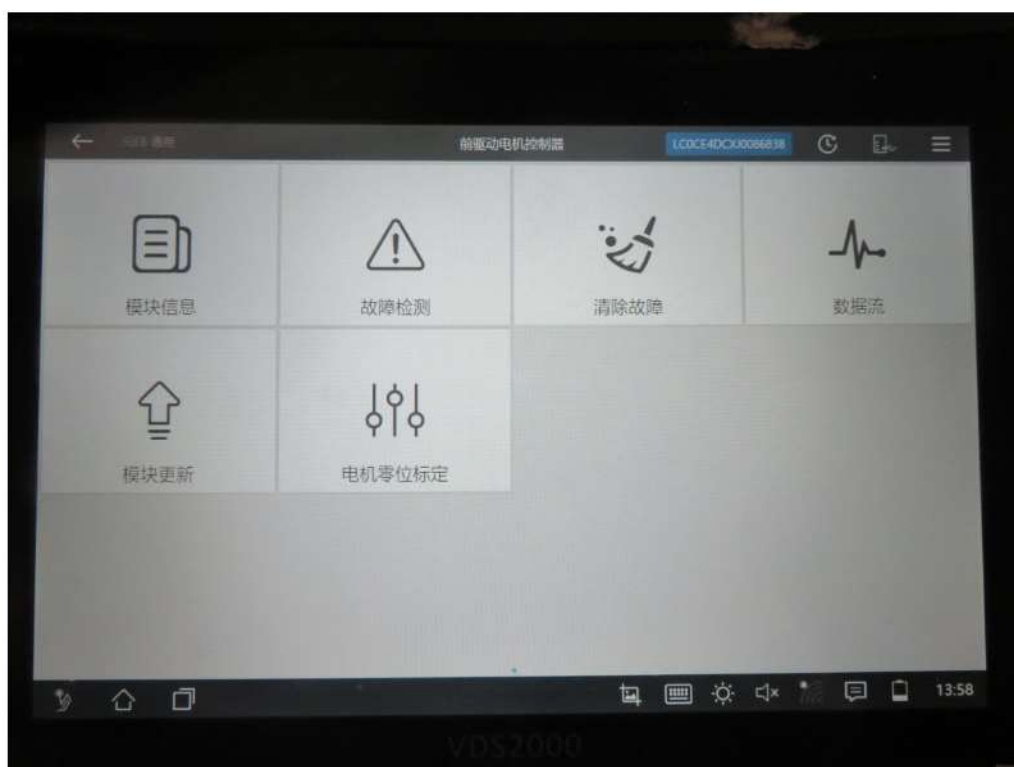 前驱动电机控制器
模块信息
故障检测
清除故障
数据流
模块更新
电机零位标定
13:58
VDS2000